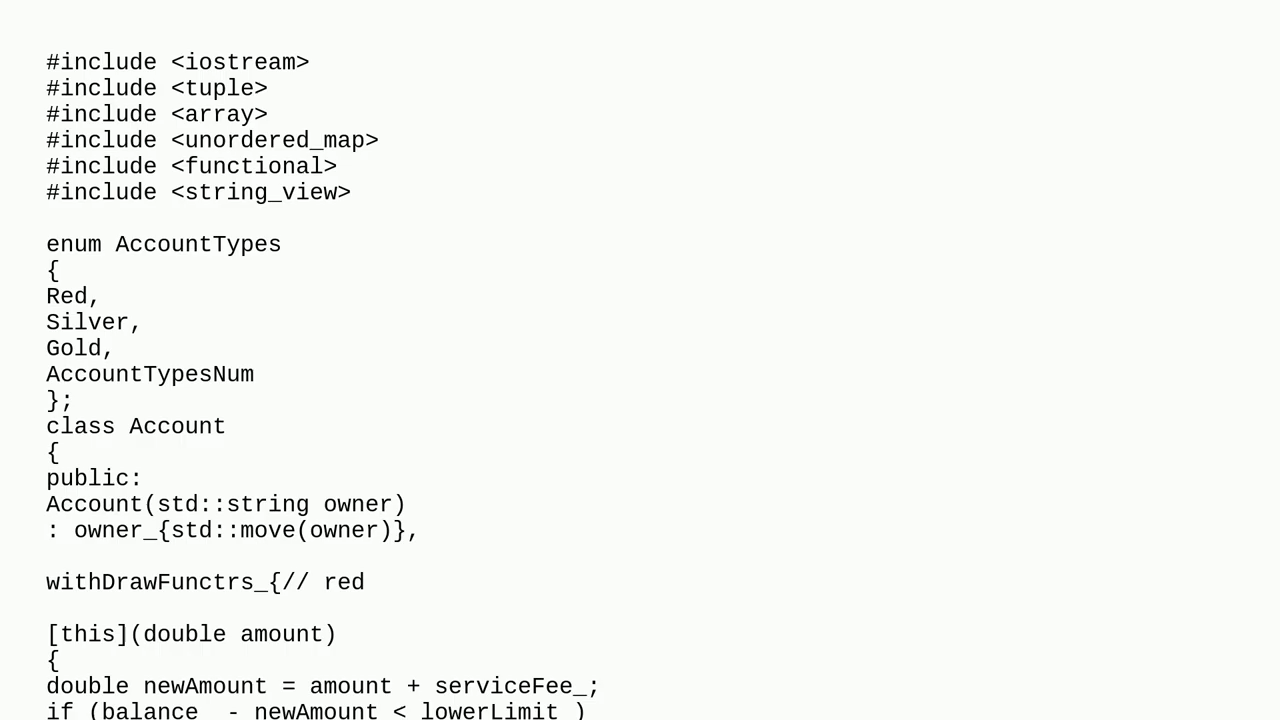 #include <iostream>
#include <tuple>
#include <array>
#include <unordered_map>
#include <functional>
#include <string_view>
enum AccountTypes
{
Red,
Silver,
Gold,
AccountTypesNum
};
class Account
{
public:
Account(std::string owner)
: owner_{std::move(owner)},
withDrawFunctrs_{// red
[this](double amount)
{
double newAmount = amount + serviceFee_;
if (balance_ - newAmount < lowerLimit_)